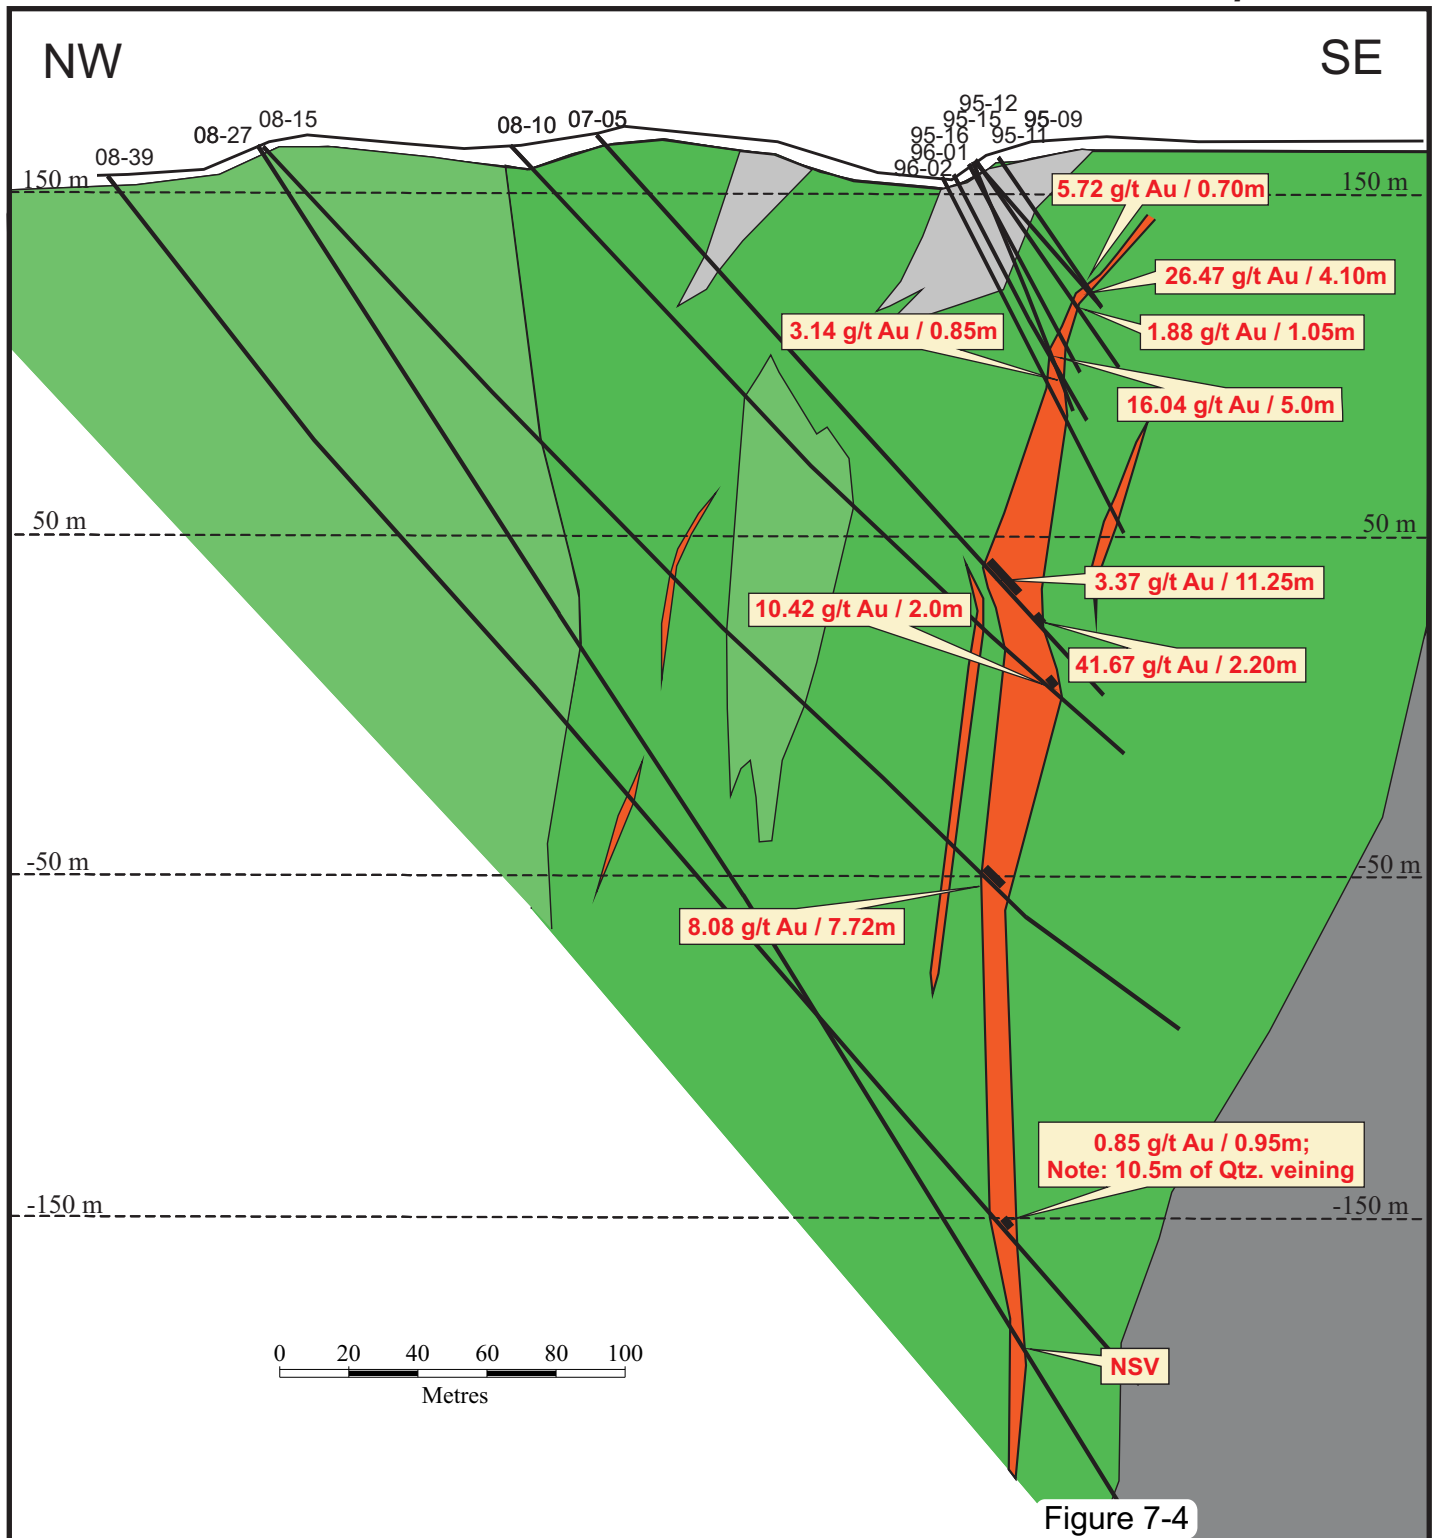 NW
SE
95-12
95-15
95-09
95-16
95-11
08-15
08-27
08-10
07-05
96-01
08-39
96-02
150 m
150 m
5.72 g/t Au / 0.70m
26.47 g/t Au / 4.10m
3.14 g/t Au / 0.85m
1.88 g/t Au / 1.05m
16.04 g/t Au / 5.0m
50 m
50 m
3.37 g/t Au / 11.25m
10.42 g/t Au / 2.0m
41.67 g/t Au / 2.20m
-50 m
-50 m
8.08 g/t Au / 7.72m
0.85 g/t Au / 0.95m;
Note: 10.5m of Qtz. veining
-150 m
-150 m
0 20 40 60 80 100
Metres
NSV
Figure 7-4